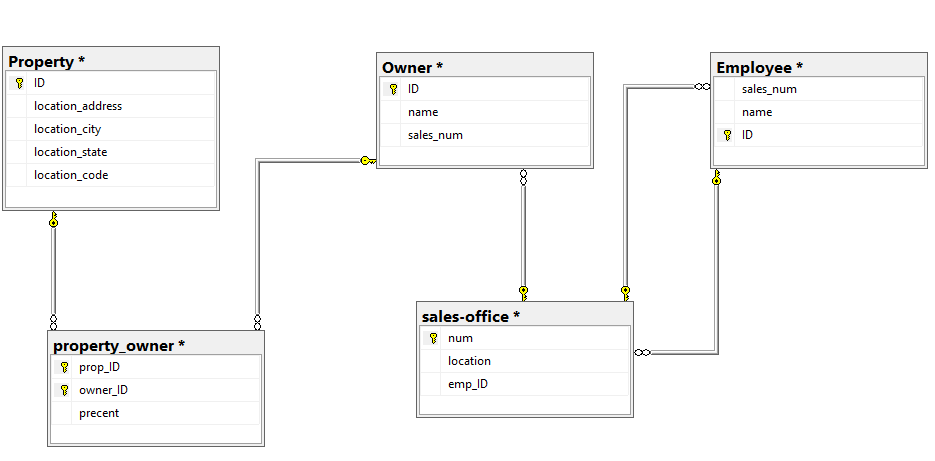 Property *
ID
location_address
location_city
location_state
location_code
Owner *
ID
name
sales_num
Employee *
sales_num
name
ID
property_owner *
prop_ID
owner_ID
precent
sales-office *
num
location
emp_ID